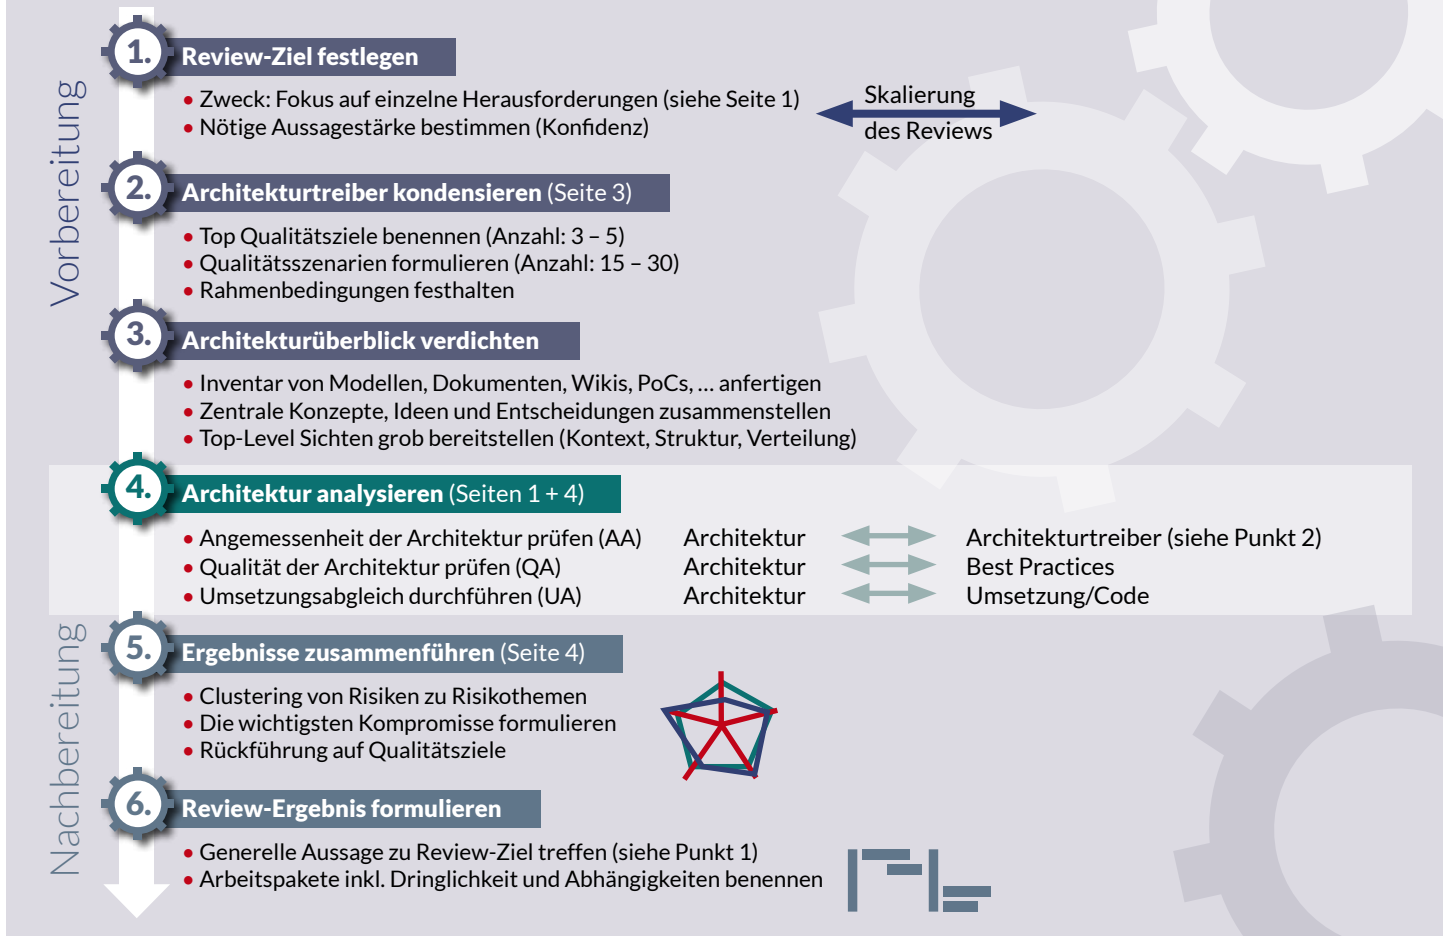 Vorbereitung
1. Review-Ziel festlegen
• Zweck: Fokus auf einzelne Herausforderungen (siehe Seite 1)
• Nötige Aussagestärke bestimmen (Konfidenz)
Skalierung
des Reviews
2. Architekturtreiber kondensieren (Seite 3)
• Top Qualitätsziele benennen (Anzahl: 3 – 5)
• Qualitätsszenarien formulieren (Anzahl: 15 – 30)
• Rahmenbedingungen festhalten
3. Architekturüberblick verdichten
• Inventar von Modellen, Dokumenten, Wikis, PoCs, ... anfertigen
• Zentrale Konzepte, Ideen und Entscheidungen zusammenstellen
• Top-Level Sichten grob bereitstellen (Kontext, Struktur, Verteilung)
4. Architektur analysieren (Seiten 1 + 4)
• Angemessenheit der Architektur prüfen (AA) Architektur Architekturtreiber (siehe Punkt 2)
• Qualität der Architektur prüfen (QA) Architektur Best Practices
• Umsetzungsabgleich durchführen (UA) Architektur Umsetzung/Code
Nachbereitung
5. Ergebnisse zusammenführen (Seite 4)
• Clustering von Risiken zu Risikothemen
• Die wichtigsten Kompromisse formulieren
• Rückführung auf Qualitätsziele
6. Review-Ergebnis formulieren
• Generelle Aussage zu Review-Ziel treffen (siehe Punkt 1)
• Arbeitspakete inkl. Dringlichkeit und Abhängigkeiten benennen